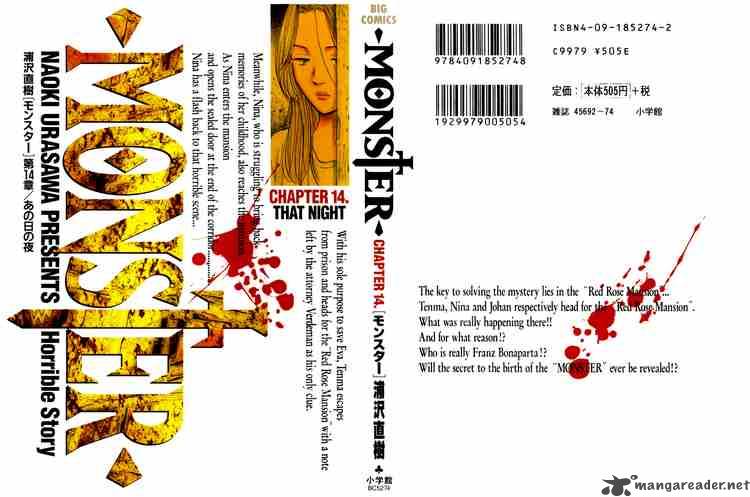 MONSTER
NAOKI URASAWA PRESENTS Horrible Story
浦沢直樹[モンスター]第14章/あの日の夜
CHAPTER 14.
THAT NIGHT
With his sole purpose to save Eva, Tenma escapes
from prison and heads for the "Red Rose Mansion" with a note
left by the attorney Verdeman as his only clue.
Meanwhile, Nina, who is struggling to bring back
memories of her childhood, also reaches the mansion
As Nina enters the mansion
and opens the sealed door at the end of the corridor
Nina has a flash back to that horrible scene...
BIG
COMICS
MONSTER
CHAPTER 14.[モンスター]浦沢直樹
小学館
BC5274
9784091852748
1929979005054
ISBN4-09-185274-2
C9979 ¥505E
定価:本体505円+税
雑誌 45692-74 小学館
The key to solving the mystery lies in the "Red Rose Mansion"...
Tenma, Nina and Johan respectively head for the "Red Rose Mansion".
What was really happening there!!
And for what reason!?
Who is really Franz Bonaparta!?
Will the secret to the birth of the "MONSTER" ever be revealed!?
mangareader.net